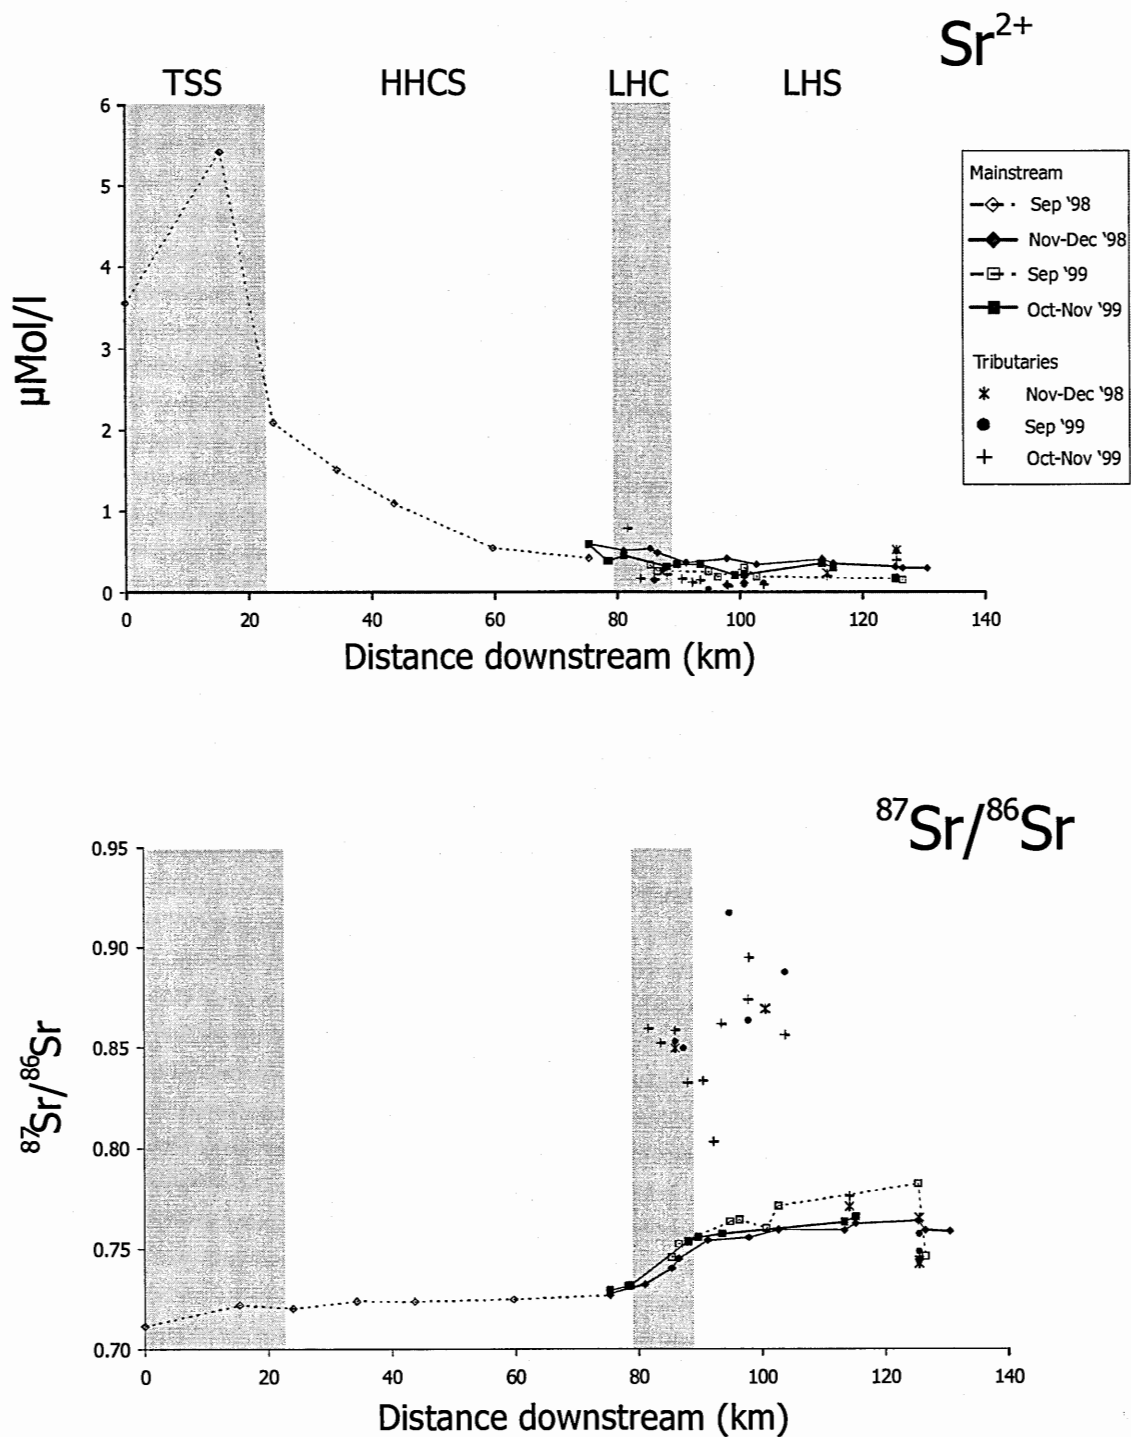 Sr²⁺
TSS HHCS LHC LHS
6
5
4
3
2
1
0
µMol/l
0 20 40 60 80 100 120 140
Distance downstream (km)
Mainstream
Sep '98
Nov-Dec '98
Sep '99
Oct-Nov '99
Tributaries
Nov-Dec '98
Sep '99
Oct-Nov '99
⁸⁷Sr/⁸⁶Sr
0.95
0.90
0.85
0.80
0.75
0.70
⁸⁷Sr/⁸⁶Sr
0 20 40 60 80 100 120 140
Distance downstream (km)